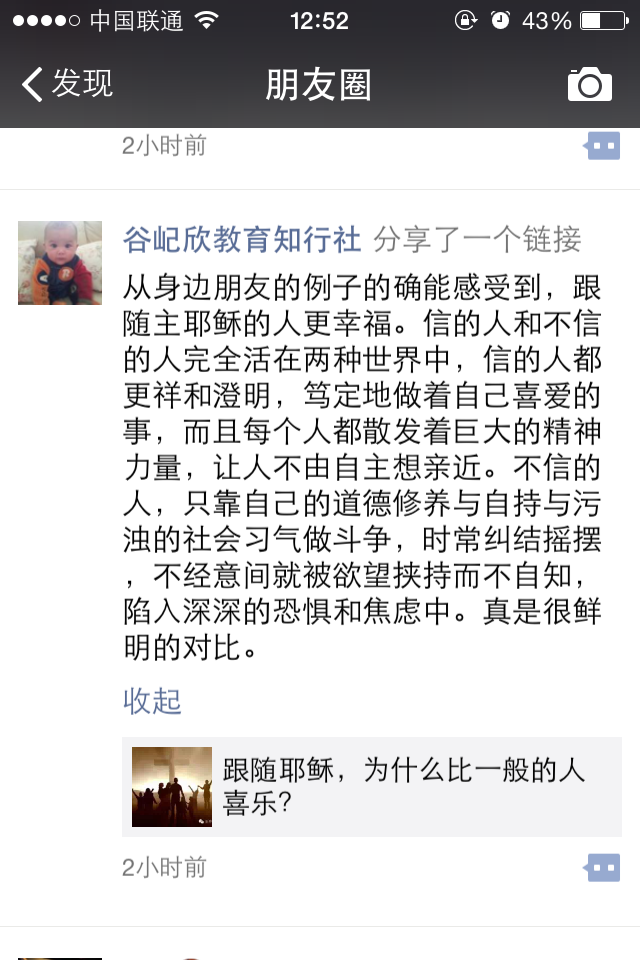 中国联通
12:52
43%
发现
朋友圈
2小时前
谷屺欣教育知行社 分享了一个链接
从身边朋友的例子的确能感受到，跟
随主耶稣的人更幸福。信的人和不信
的人完全活在两种世界中，信的人都
更祥和澄明，笃定地做着自己喜爱的
事，而且每个人都散发着巨大的精神
力量，让人不由自主想亲近。不信的
人，只靠自己的道德修养与自持与污
浊的社会习气做斗争，时常纠结摇摆
，不经意间就被欲望挟持而不自知，
陷入深深的恐惧和焦虑中。真是很鲜
明的对比。
收起
跟随耶稣，为什么比一般的人
喜乐？
2小时前